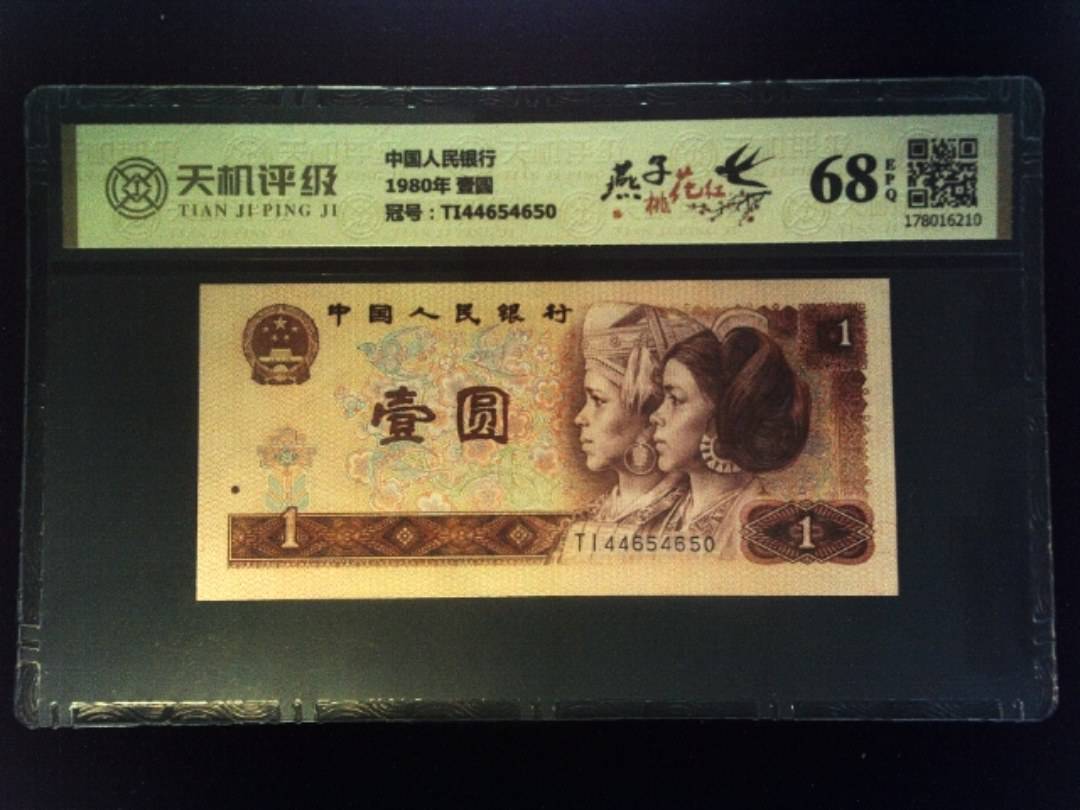 天机评级
TIAN JI PING JI
中国人民银行
1980年 壹圆
冠号：TI44654650
燕子
桃花红
68
EPQ
178016210
中国人民银行
壹圆
1
1
TI44654650
1